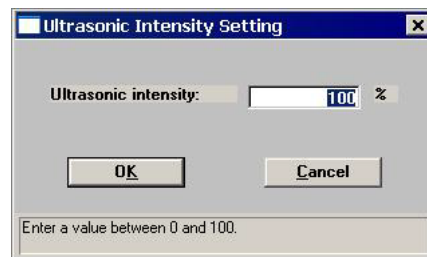 Ultrasonic Intensity Setting
Ultrasonic intensity: 100 %
OK Cancel
Enter a value between 0 and 100.